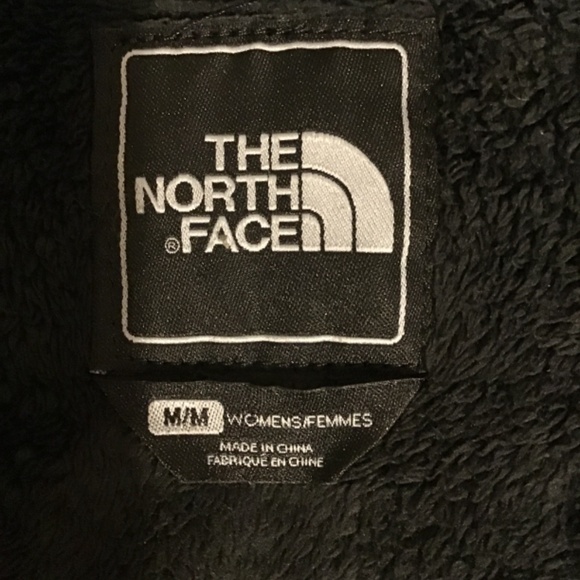 THE
NORTH
® FACE
M/M WOMENS/FEMMES
MADE IN CHINA
FABRIQUÉ EN CHINE